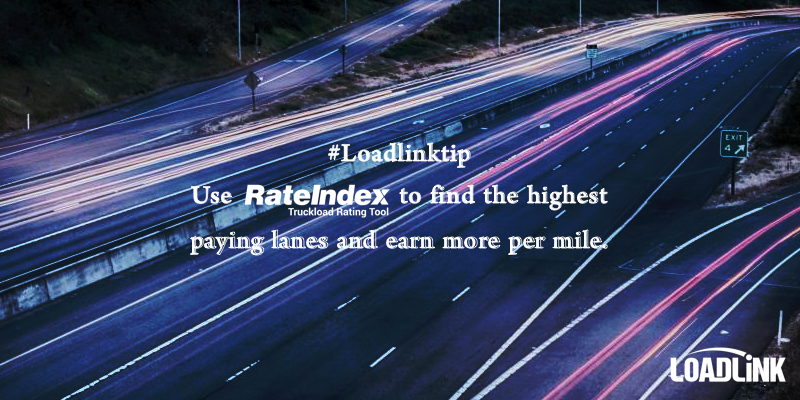 #Loadlinktip
Use RateIndex to find the highest
Truckload Rating Tool
paying lanes and earn more per mile.
EXIT
4
LOADLiNK